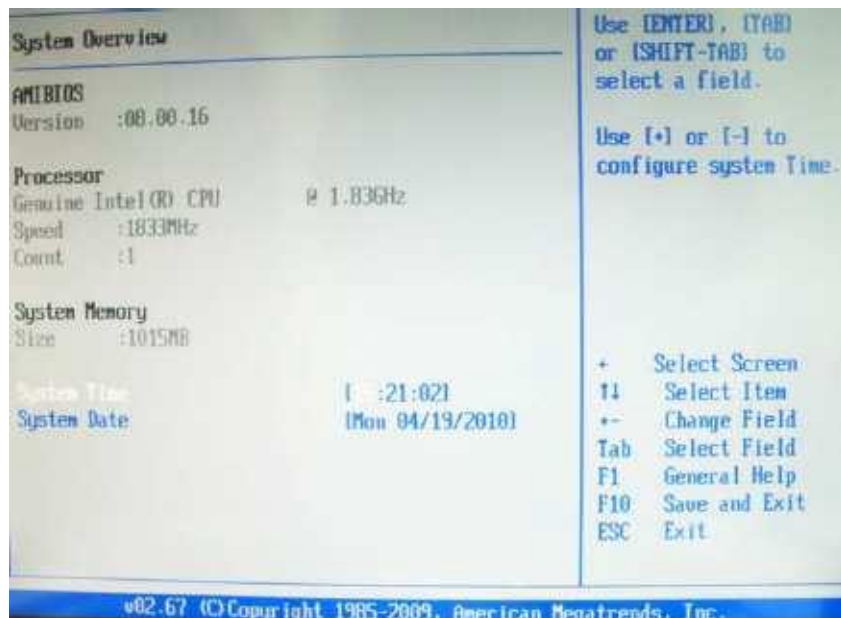 System Overview
AMIBIOS
Version :08.00.16
Processor
Genuine Intel(R) CPU @ 1.83GHz
Speed :1833MHz
Count :1
System Memory
Size :1015MB
System Time [ :21:02]
System Date [Mon 04/19/2010]
Use [ENTER], [TAB]
or [SHIFT-TAB] to
select a field.
Use [+] or [-] to
configure system Time.
Select Screen
↑↓ Select Item
+- Change Field
Tab Select Field
F1 General Help
F10 Save and Exit
ESC Exit
v02.67 (C)Copyright 1985-2009, American Megatrends, Inc.